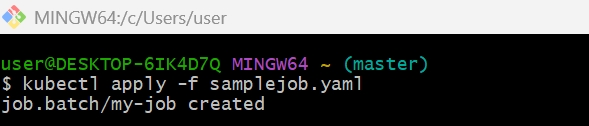 MINGW64:/c/Users/user
user@DESKTOP-6IK4D7Q MINGW64 ~ (master)
$ kubectl apply -f samplejob.yaml
job.batch/my-job created